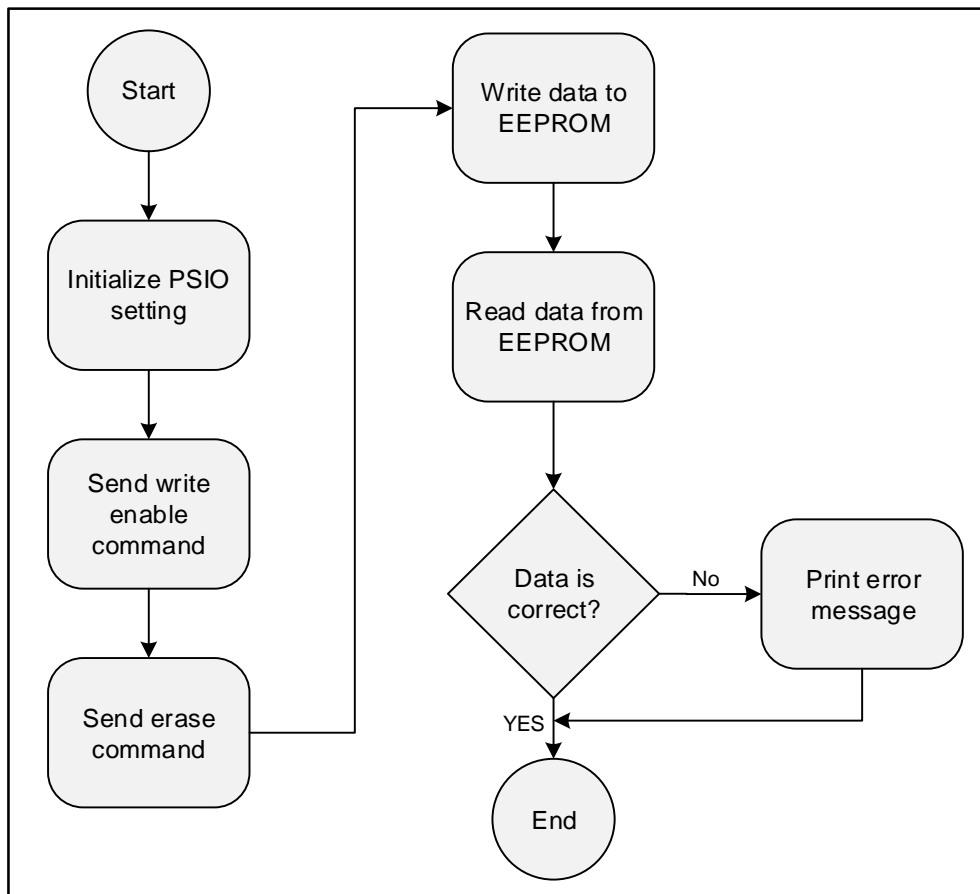 Start
Initialize PSIO
setting
Send write
enable
command
Send erase
command
Write data to
EEPROM
Read data from
EEPROM
Data is
correct?
No
Print error
message
YES
End